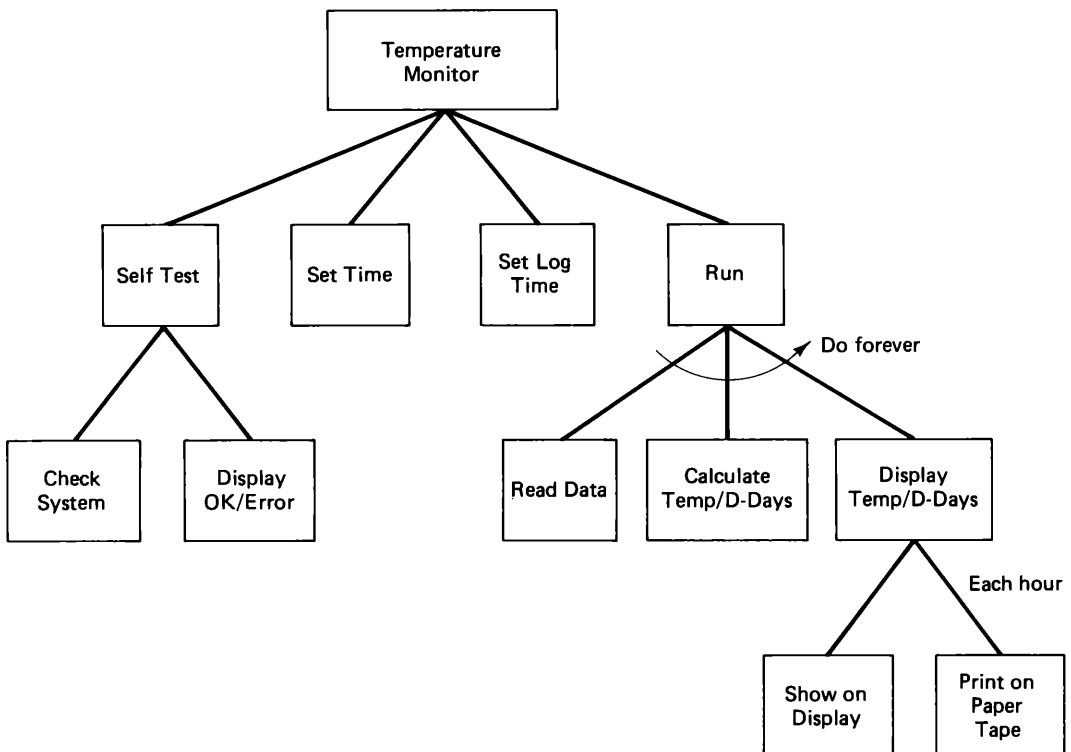 Temperature
Monitor
Self Test
Set Time
Set Log
Time
Run
Do forever
Check
System
Display
OK/Error
Read Data
Calculate
Temp/D-Days
Display
Temp/D-Days
Each hour
Show on
Display
Print on
Paper
Tape